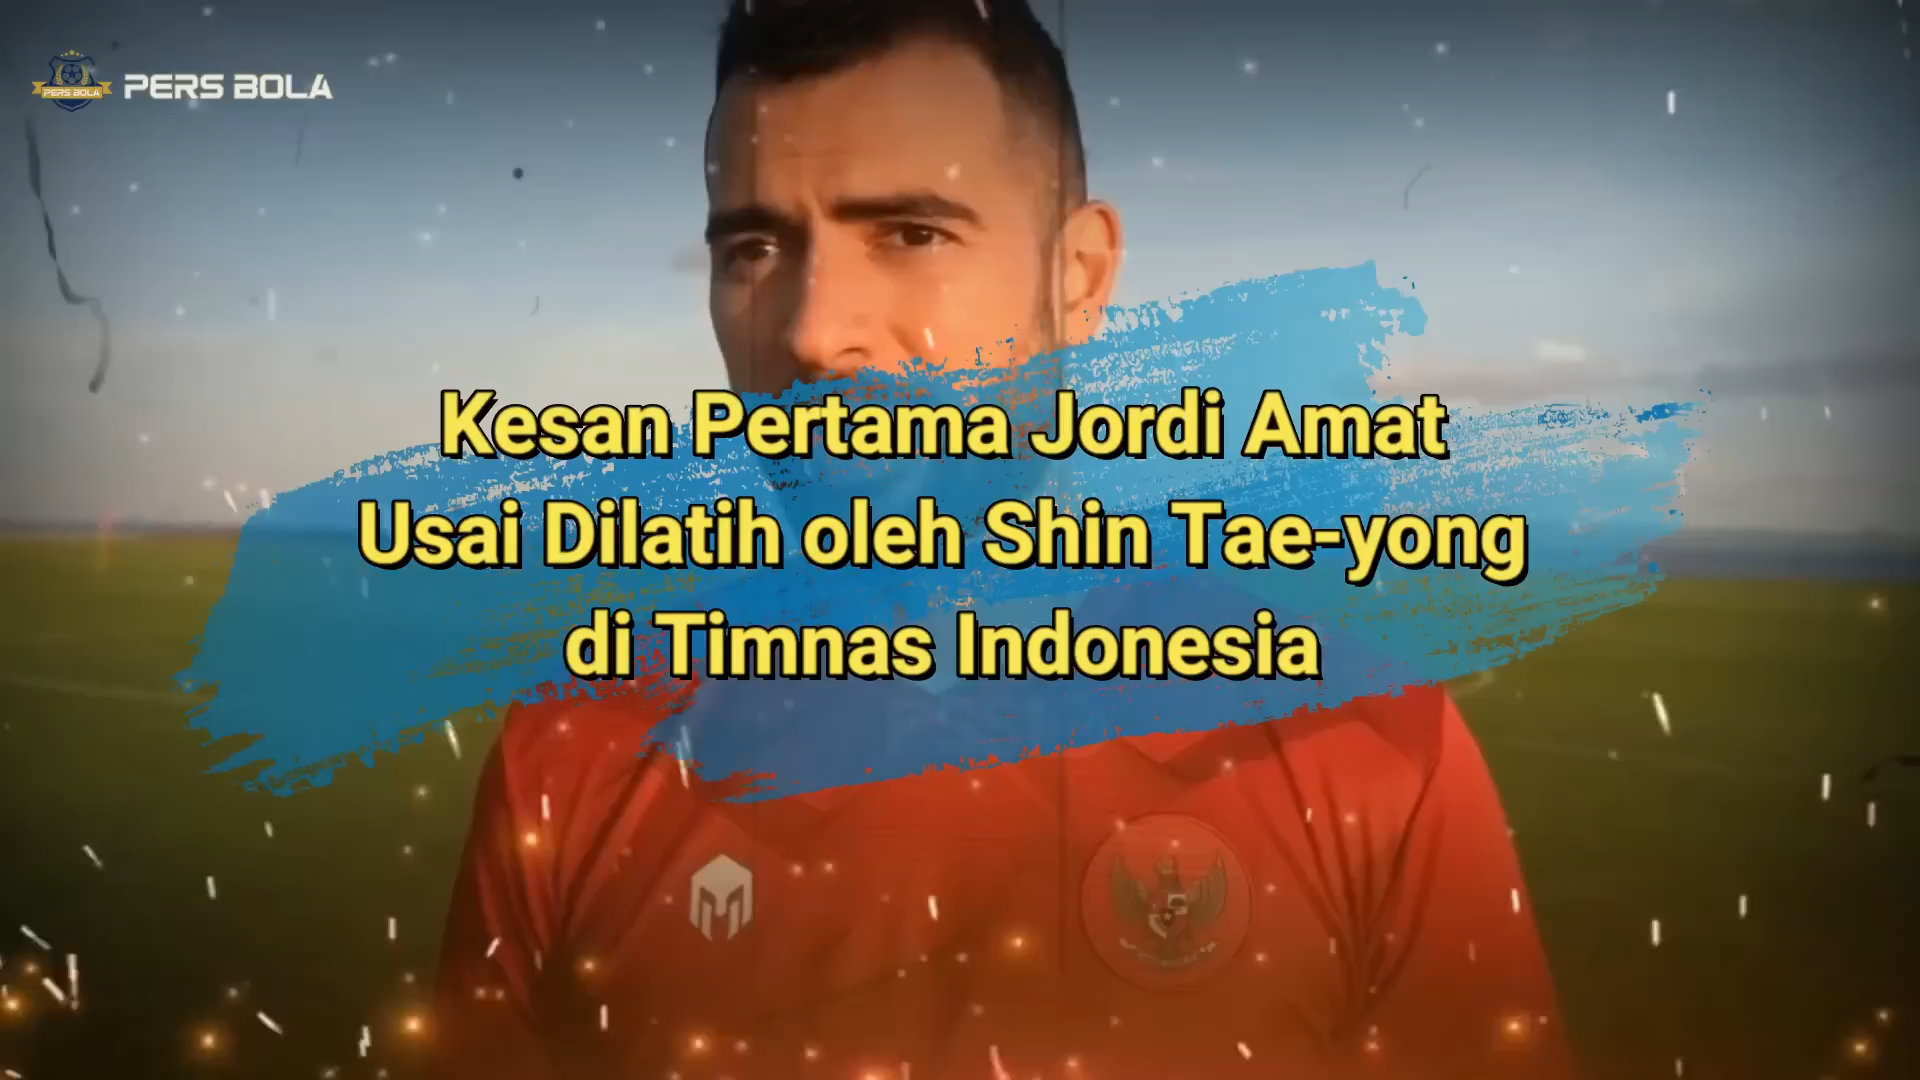 PERS BOLA
PERS BOLA
Kesan Pertama Jordi Amat
Usai Dilatih oleh Shin Tae-yong
di Timnas Indonesia